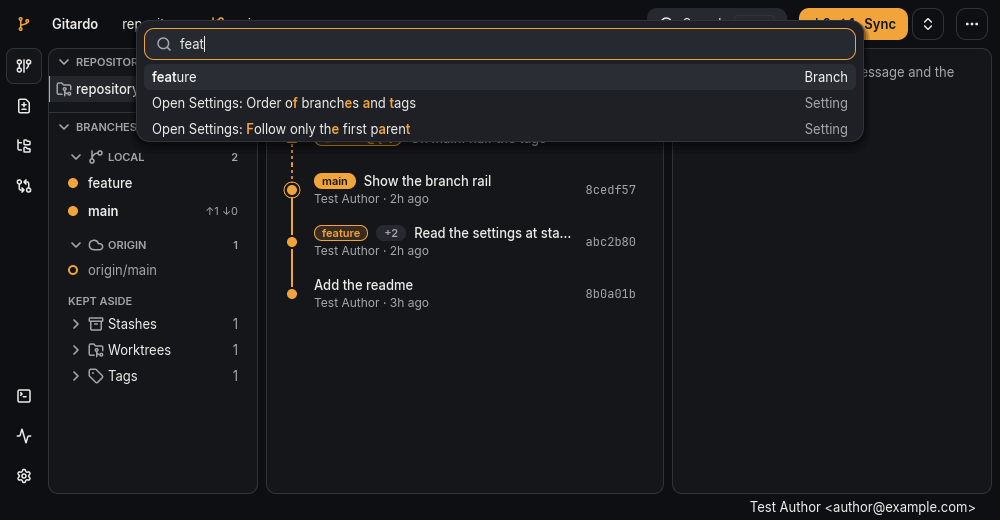 Gitardo
Sync
feat
feature Branch
Open Settings: Order of branches and tags Setting
Open Settings: Follow only the first parent Setting
REPOSITOR
repository
BRANCHES
LOCAL 2
feature
main ↑1 ↓0
ORIGIN 1
origin/main
KEPT ASIDE
Stashes 1
Worktrees 1
Tags 1
main Show the branch rail 8cedf57
Test Author · 2h ago
feature +2 Read the settings at sta... abc2b80
Test Author · 2h ago
Add the readme 8b0a01b
Test Author · 3h ago
essage and the
Test Author <author@example.com>